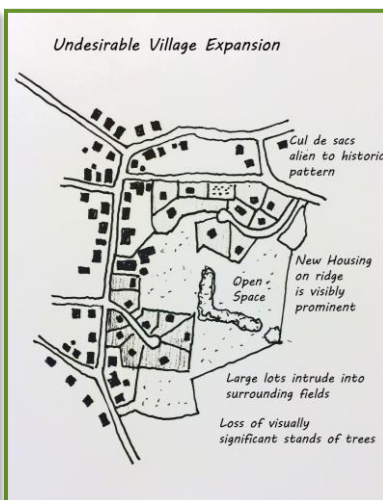 Undesirable Village Expansion
Cul de sacs
alien to historic
pattern
New Housing
on ridge
is visibly
prominent
Open
Space
Large lots intrude into
surrounding fields
Loss of visually
significant stands of trees